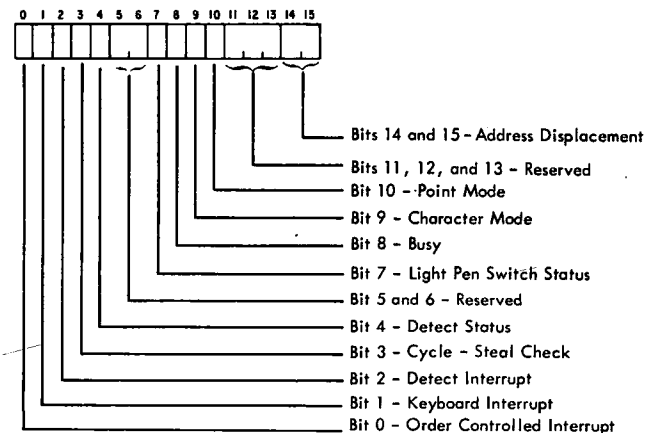 0 1 2 3 4 5 6 7 8 9 10 11 12 13 14 15
Bits 14 and 15 - Address Displacement
Bits 11, 12, and 13 - Reserved
Bit 10 - Point Mode
Bit 9 - Character Mode
Bit 8 - Busy
Bit 7 - Light Pen Switch Status
Bit 5 and 6 - Reserved
Bit 4 - Detect Status
Bit 3 - Cycle - Steal Check
Bit 2 - Detect Interrupt
Bit 1 - Keyboard Interrupt
Bit 0 - Order Controlled Interrupt